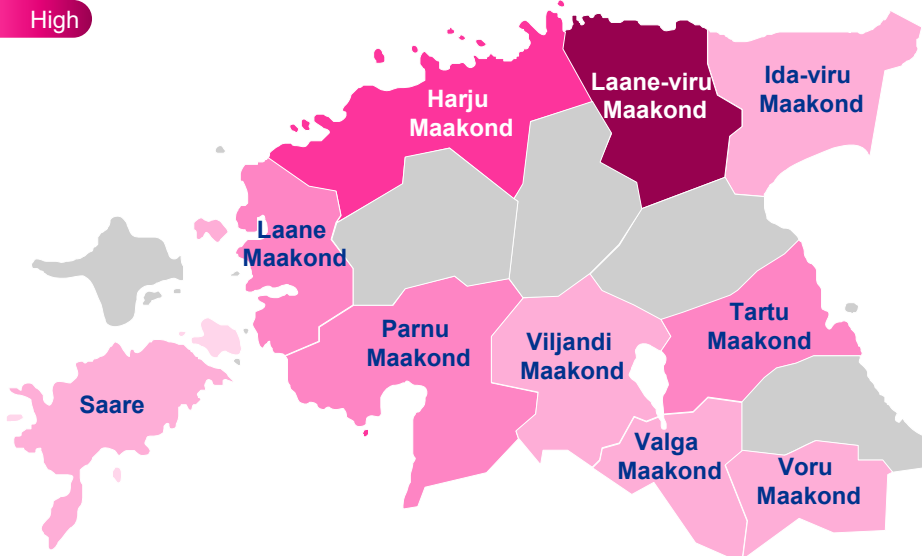 High
Harju
Maakond
Laane-viru
Maakond
Ida-viru
Maakond
Laane
Maakond
Parnu
Maakond
Viljandi
Maakond
Tartu
Maakond
Saare
Valga
Maakond
Voru
Maakond